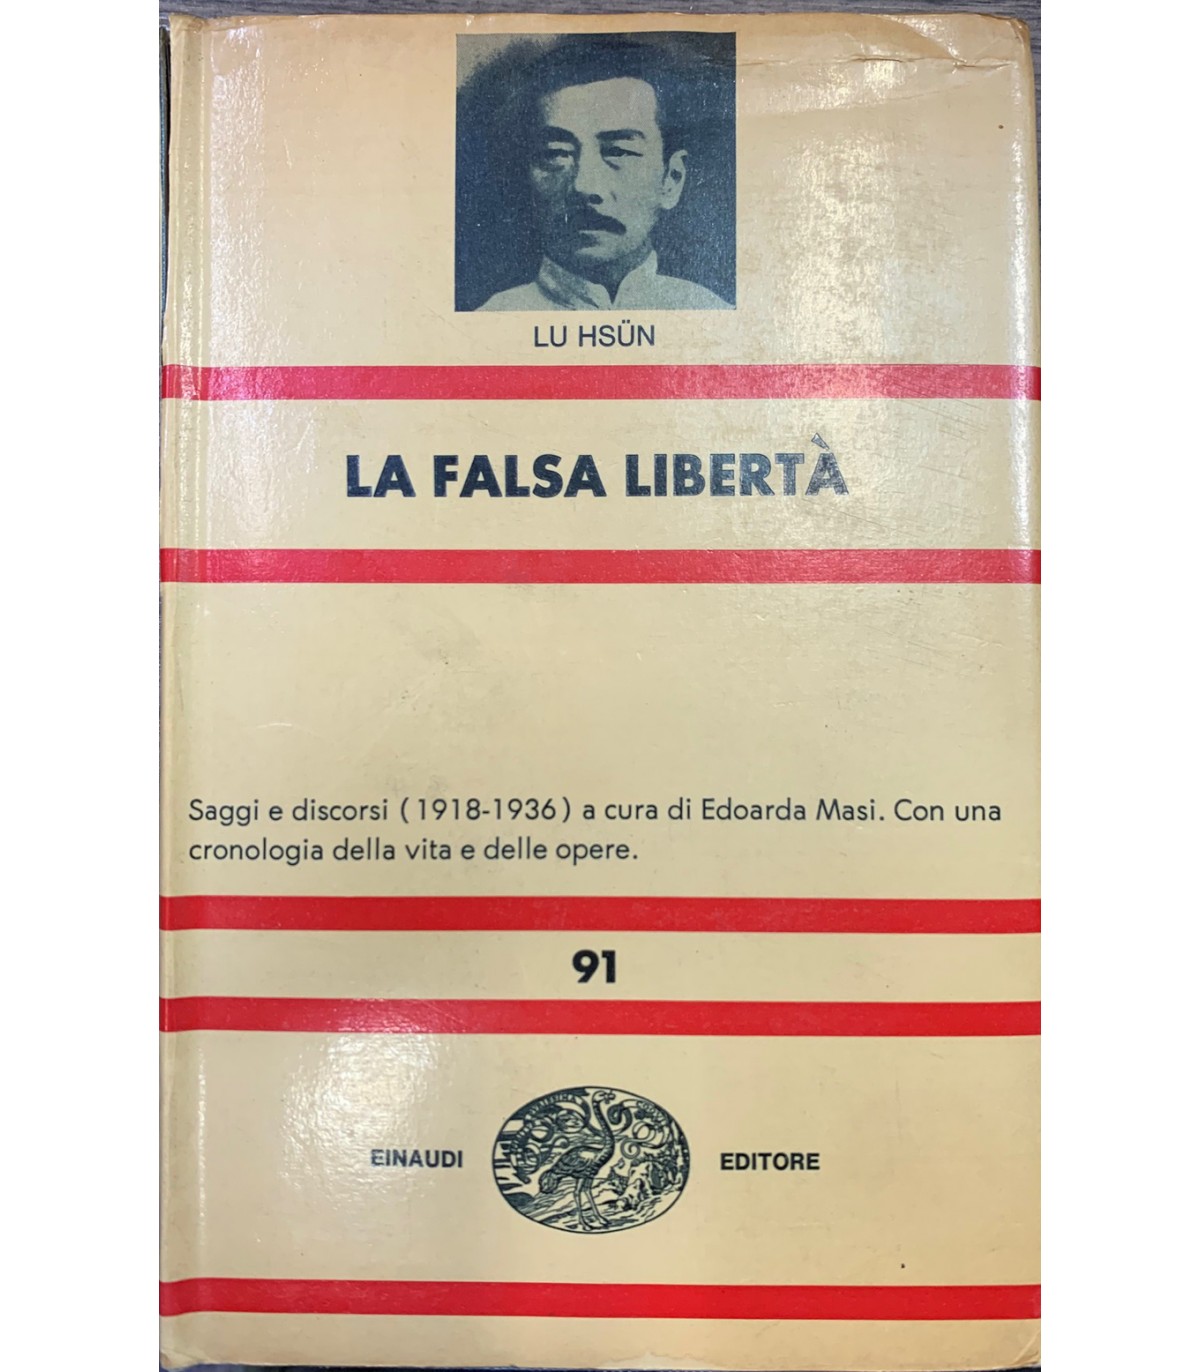 LU HSÜN
LA FALSA LIBERTÀ
Saggi e discorsi (1918-1936) a cura di Edoarda Masi. Con una
cronologia della vita e delle opere.
91
EINAUDI
EDITORE